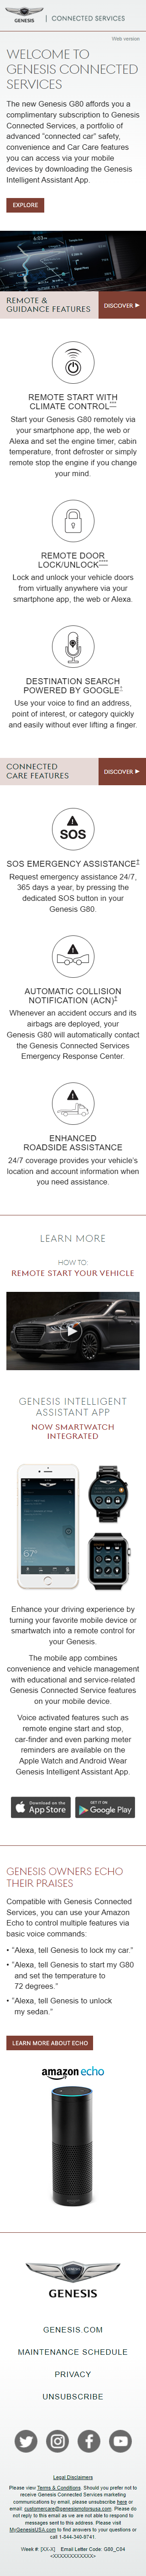 GENESIS | CONNECTED SERVICES
Web version
WELCOME TO
GENESIS CONNECTED
SERVICES
The new Genesis G80 affords you a
complimentary subscription to Genesis
Connected Services, a portfolio of
advanced “connected car” safety,
convenience and Car Care features
you can access via your mobile
devices by downloading the Genesis
Intelligent Assistant App.
EXPLORE
REMOTE &
GUIDANCE FEATURES
DISCOVER ▶
REMOTE START WITH
CLIMATE CONTROL***
Start your Genesis G80 remotely via
your smartphone app, the web or
Alexa and set the engine timer, cabin
temperature, front defroster or simply
remote stop the engine if you change
your mind.
REMOTE DOOR
LOCK/UNLOCK****
Lock and unlock your vehicle doors
from virtually anywhere via your
smartphone app, the web or Alexa.
DESTINATION SEARCH
POWERED BY GOOGLE
Use your voice to find an address,
point of interest, or category quickly
and easily without ever lifting a finger.
CONNECTED
CARE FEATURES
DISCOVER ▶
SOS
SOS EMERGENCY ASSISTANCE‡
Request emergency assistance 24/7,
365 days a year, by pressing the
dedicated SOS button in your
Genesis G80.
AUTOMATIC COLLISION
NOTIFICATION (ACN)‡
Whenever an accident occurs and its
airbags are deployed, your
Genesis G80 will automatically contact
the Genesis Connected Services
Emergency Response Center.
ENHANCED
ROADSIDE ASSISTANCE
24/7 coverage provides your vehicle’s
location and account information when
you need assistance.
LEARN MORE
HOW TO:
REMOTE START YOUR VEHICLE
GENESIS INTELLIGENT
ASSISTANT APP
NOW SMARTWATCH
INTEGRATED
67°
Enhance your driving experience by
turning your favorite mobile device or
smartwatch into a remote control for
your Genesis.
The mobile app combines
convenience and vehicle management
with educational and service-related
Genesis Connected Service features
on your mobile device.
Voice activated features such as
remote engine start and stop,
car-finder and even parking meter
reminders are available on the
Apple Watch and Android Wear
Genesis Intelligent Assistant App.
Download on the
App Store
GET IT ON
Google Play
GENESIS OWNERS ECHO
THEIR PRAISES
Compatible with Genesis Connected
Services, you can use your Amazon
Echo to control multiple features via
basic voice commands:
• “Alexa, tell Genesis to lock my car.”
• “Alexa, tell Genesis to start my G80
and set the temperature to
72 degrees.”
• “Alexa, tell Genesis to unlock
my sedan.”
LEARN MORE ABOUT ECHO
amazon echo
GENESIS
GENESIS.COM
MAINTENANCE SCHEDULE
PRIVACY
UNSUBSCRIBE
Legal Disclaimers
Please view Terms & Conditions. Should you prefer not to
receive Genesis Connected Services marketing
communications by email, please unsubscribe here or
email: customercare@genesismotorsusa.com. Please do
not reply to this email as we are not able to respond to
messages sent to this address. Please visit
MyGenesisUSA.com to find answers to your questions or
call 1-844-340-9741.
Week #: [XX-X] Email Letter Code: G80_C04
<XXXXXXXXXXXXX>